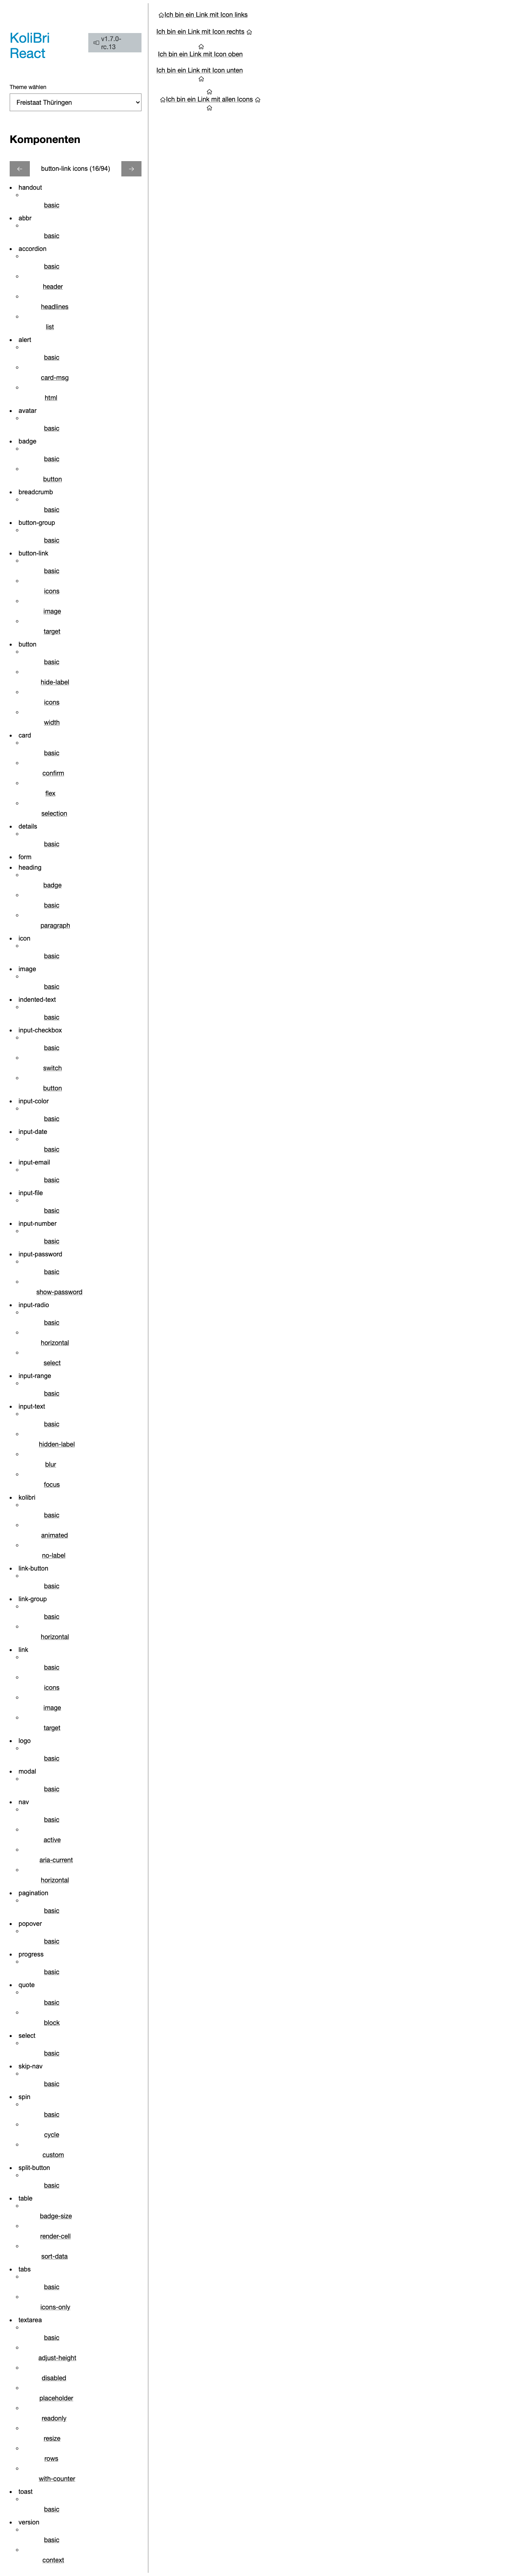 KoliBri
React
v1.7.0-
rc.13
Theme wählen
Freistaat Thüringen
Komponenten
button-link icons (16/94)
handout
basic
abbr
basic
accordion
basic
header
headlines
list
alert
basic
card-msg
html
avatar
basic
badge
basic
button
breadcrumb
basic
button-group
basic
button-link
basic
icons
image
target
button
basic
hide-label
icons
width
card
basic
confirm
flex
selection
details
basic
form
heading
badge
basic
paragraph
icon
basic
image
basic
indented-text
basic
input-checkbox
basic
switch
button
input-color
basic
input-date
basic
input-email
basic
input-file
basic
input-number
basic
input-password
basic
show-password
input-radio
basic
horizontal
select
input-range
basic
input-text
basic
hidden-label
blur
focus
kolibri
basic
animated
no-label
link-button
basic
link-group
basic
horizontal
link
basic
icons
image
target
logo
basic
modal
basic
nav
basic
active
aria-current
horizontal
pagination
basic
popover
basic
progress
basic
quote
basic
block
select
basic
skip-nav
basic
spin
basic
cycle
custom
split-button
basic
table
badge-size
render-cell
sort-data
tabs
basic
icons-only
textarea
basic
adjust-height
disabled
placeholder
readonly
resize
rows
with-counter
toast
basic
version
basic
context
Ich bin ein Link mit Icon links
Ich bin ein Link mit Icon rechts
Ich bin ein Link mit Icon oben
Ich bin ein Link mit Icon unten
Ich bin ein Link mit allen Icons